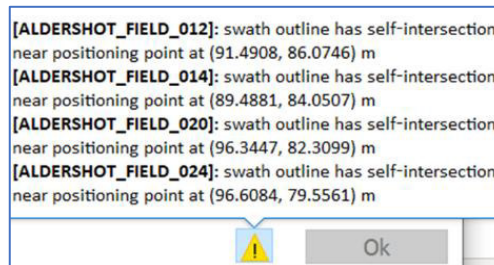 [ALDERSHOT_FIELD_012]: swath outline has self-intersection
near positioning point at (91.4908, 86.0746) m
[ALDERSHOT_FIELD_014]: swath outline has self-intersection
near positioning point at (89.4881, 84.0507) m
[ALDERSHOT_FIELD_020]: swath outline has self-intersection
near positioning point at (96.3447, 82.3099) m
[ALDERSHOT_FIELD_024]: swath outline has self-intersection
near positioning point at (96.6084, 79.5561) m
Ok